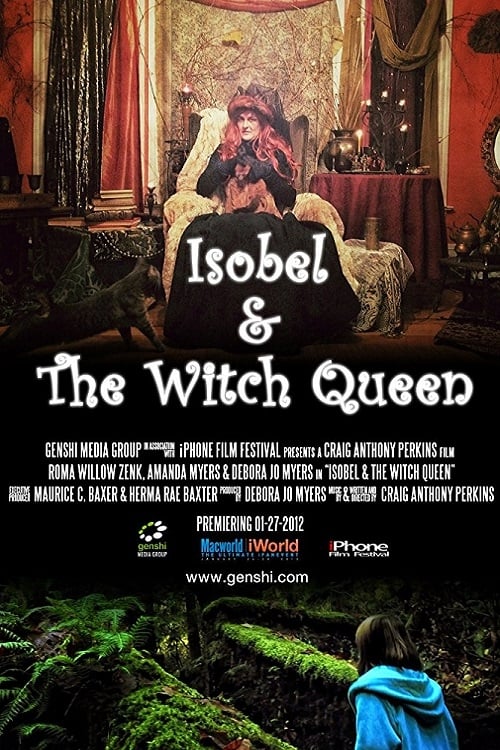 Isobel
&
The Witch Queen
GENSHI MEDIA GROUP IN ASSOCIATION WITH iPHONE FILM FESTIVAL PRESENTS A CRAIG ANTHONY PERKINS FILM
ROMA WILLOW ZENK, AMANDA MYERS & DEBORA JO MYERS IN "ISOBEL & THE WITCH QUEEN"
EXECUTIVE PRODUCER MAURICE C. BAXER & HERMA RAE BAXTER PRODUCED BY DEBORA JO MYERS MUSIC & WRITTEN AND BY DIRECTED BY CRAIG ANTHONY PERKINS
PREMIERING 01-27-2012
genshi
MEDIA GROUP
Macworld | iWorld
THE ULTIMATE iFANEVENT
iPhone
Film Festival
www.genshi.com